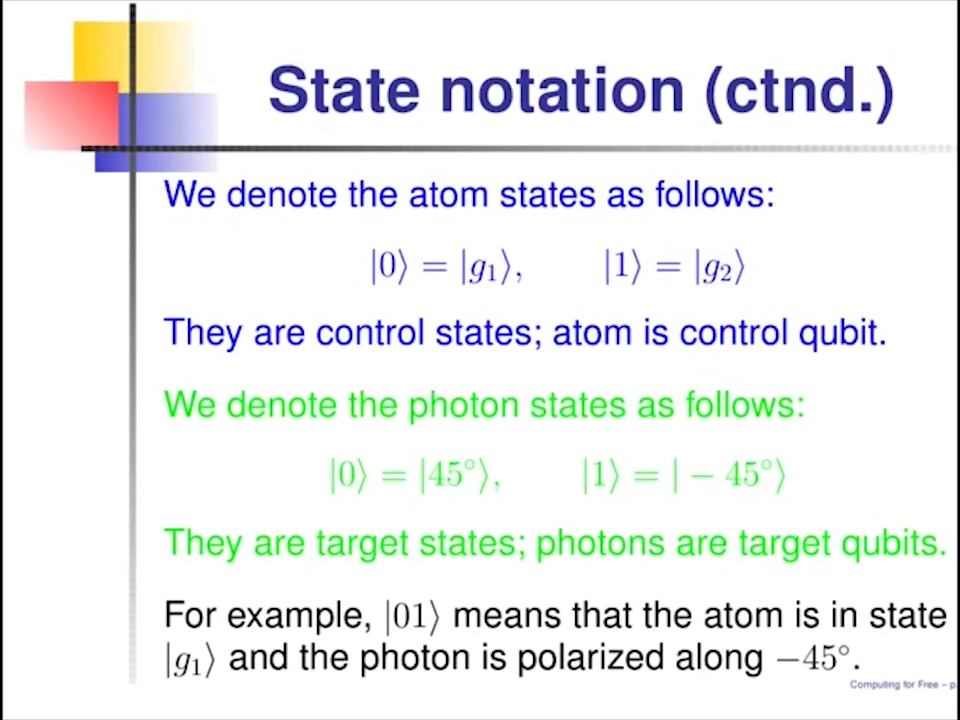 State notation (ctnd.)
We denote the atom states as follows:
|0⟩ = |g₁⟩, |1⟩ = |g₂⟩
They are control states; atom is control qubit.
We denote the photon states as follows:
|0⟩ = |45°⟩, |1⟩ = | − 45°⟩
They are target states; photons are target qubits.
For example, |01⟩ means that the atom is in state
|g₁⟩ and the photon is polarized along −45°.
Computing for Free – p.